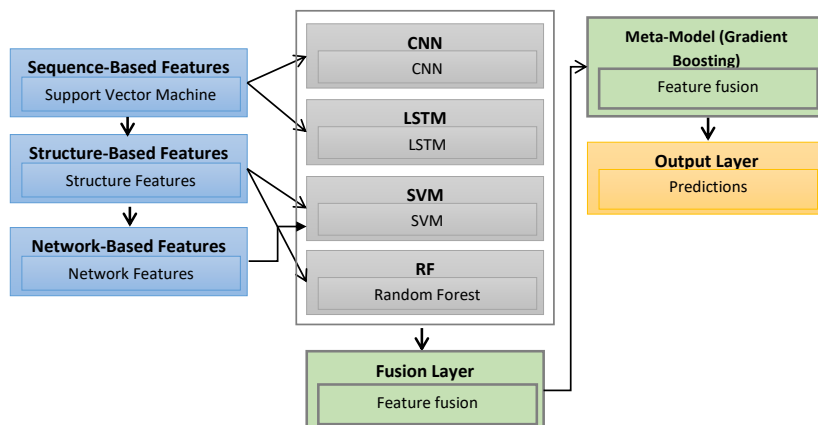 Sequence-Based Features
Support Vector Machine
Structure-Based Features
Structure Features
Network-Based Features
Network Features
CNN
CNN
LSTM
LSTM
SVM
SVM
RF
Random Forest
Fusion Layer
Feature fusion
Meta-Model (Gradient
Boosting)
Feature fusion
Output Layer
Predictions